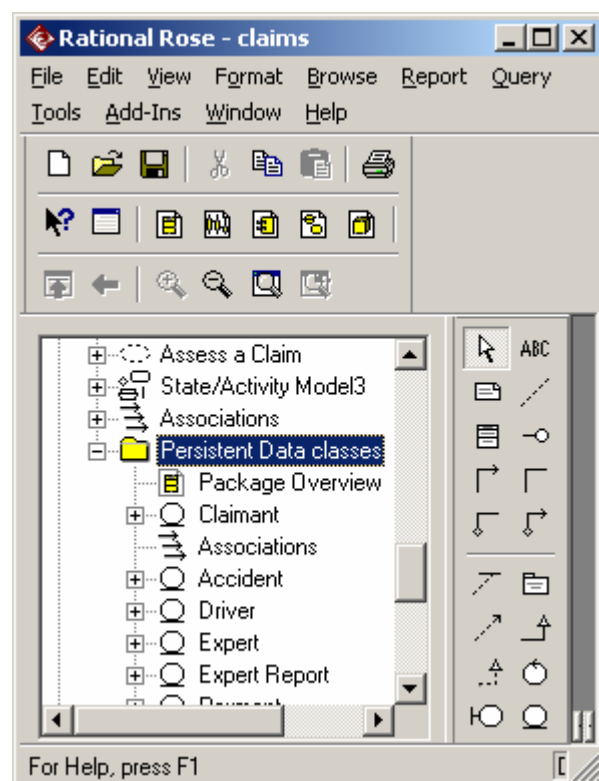 Rational Rose - claims
File Edit View Format Browse Report Query
Tools Add-Ins Window Help
ABC
Assess a Claim
State/Activity Model3
Associations
Persistent Data classes
Package Overview
Claimant
Associations
Accident
Driver
Expert
Expert Report
For Help, press F1